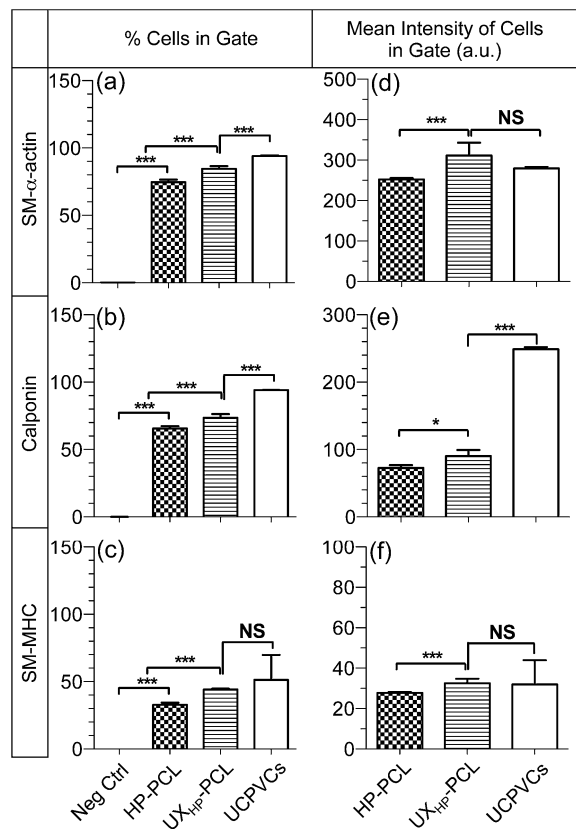 % Cells in Gate
Mean Intensity of Cells
in Gate (a.u.)
SM-α-actin
(a)
150
100
50
0
***
***
***
(d)
500
400
300
200
100
0
***
NS
Calponin
(b)
150
100
50
0
***
***
***
(e)
300
200
100
0
*
***
SM-MHC
(c)
150
100
50
0
***
***
NS
(f)
100
80
60
40
20
0
***
NS
Neg Ctrl
HP-PCL
UXHP-PCL
UCPVCs
HP-PCL
UXHP-PCL
UCPVCs